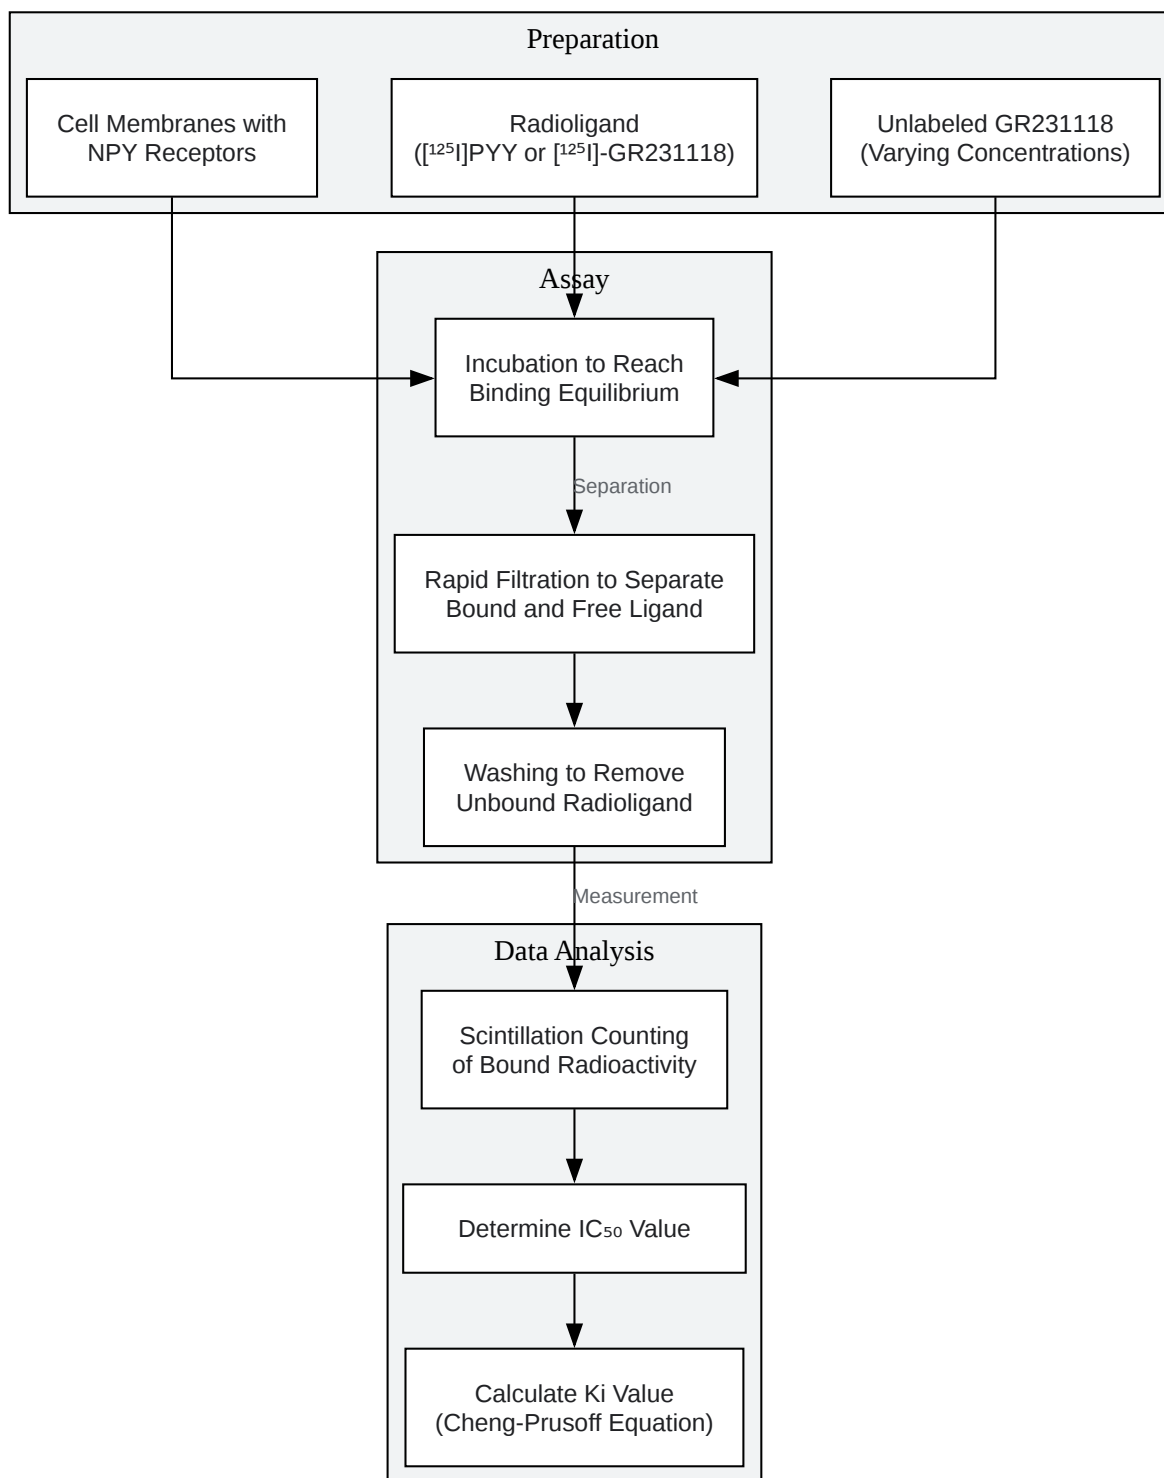 Preparation
Cell Membranes with
NPY Receptors
Radioligand
([¹²⁵I]PYY or [¹²⁵I]-GR231118)
Unlabeled GR231118
(Varying Concentrations)
Assay
Incubation to Reach
Binding Equilibrium
Separation
Rapid Filtration to Separate
Bound and Free Ligand
Washing to Remove
Unbound Radioligand
Measurement
Data Analysis
Scintillation Counting
of Bound Radioactivity
Determine IC₅₀ Value
Calculate Ki Value
(Cheng-Prusoff Equation)